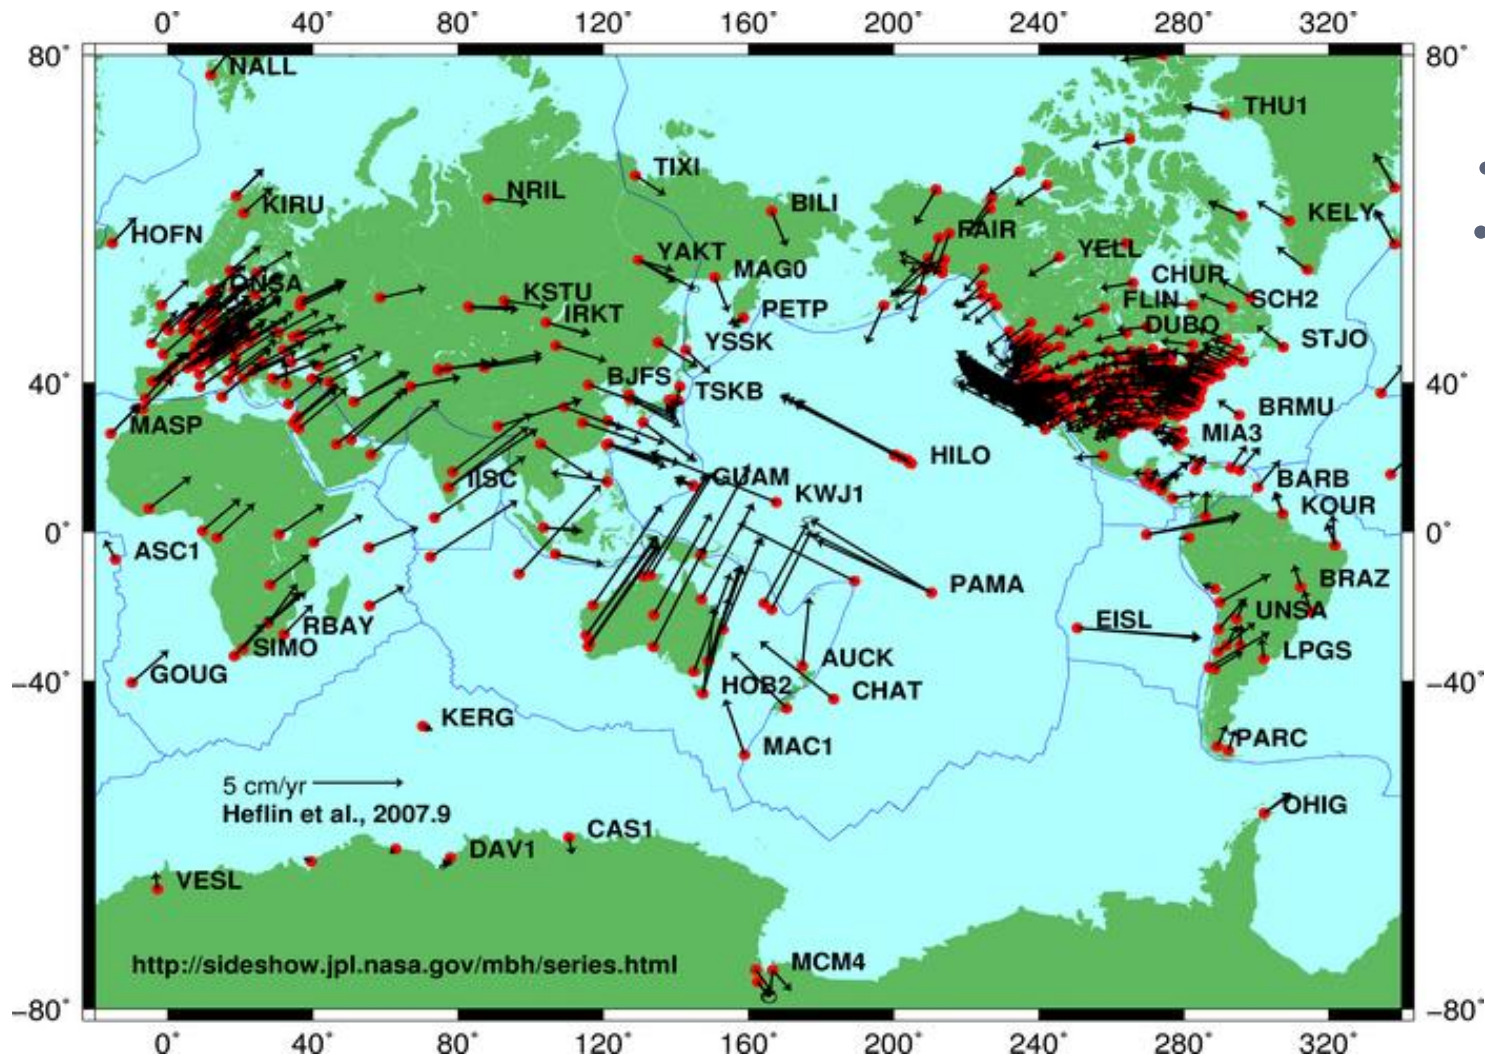 0° 40° 80° 120° 160° 200° 240° 280° 320°
80° 80°
NALL
THU1
TIXI
NRIL
BILI
KIRU
KELY
HOFN
FAIR
YAKT
YELL
MAG0
CHUR
ONSA
KSTU
FLIN
SCH2
IRKT
PETP
DUBO
YSSK
STJO
BJFS
40° TSKB 40°
MASP
BRMU
MIA3
HILO
IISC
GUAM
BARB
KWJ1
KOUR
0° 0°
ASC1
PAMA
BRAZ
EISL
UNSA
RBAY
SIMO
LPGS
AUCK
GOUG
−40° HOB2 −40°
CHAT
KERG
MAC1
PARC
5 cm/yr
Heflin et al., 2007.9
OHIG
CAS1
DAV1
VESL
http://sideshow.jpl.nasa.gov/mbh/series.html
MCM4
−80° −80°
0° 40° 80° 120° 160° 200° 240° 280° 320°